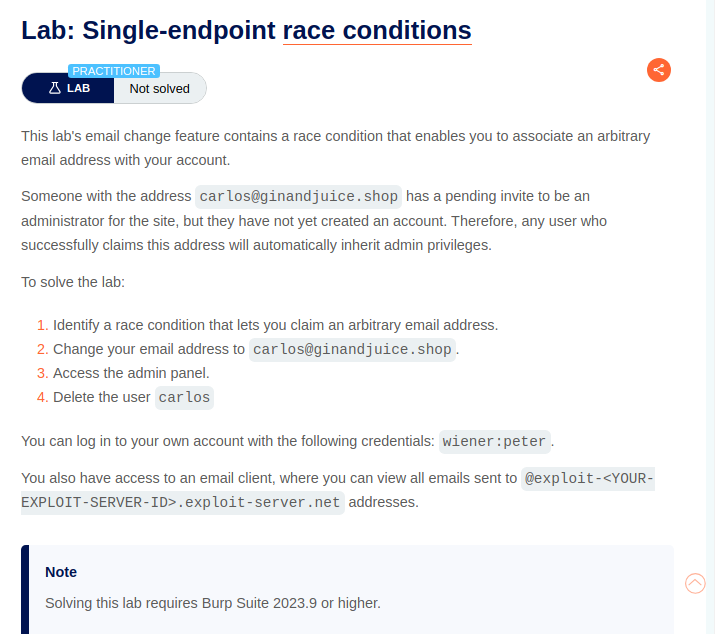 Lab: Single-endpoint race conditions
PRACTITIONER
LAB
Not solved
This lab's email change feature contains a race condition that enables you to associate an arbitrary
email address with your account.
Someone with the address carlos@ginandjuice.shop has a pending invite to be an
administrator for the site, but they have not yet created an account. Therefore, any user who
successfully claims this address will automatically inherit admin privileges.
To solve the lab:
1. Identify a race condition that lets you claim an arbitrary email address.
2. Change your email address to carlos@ginandjuice.shop.
3. Access the admin panel.
4. Delete the user carlos
You can log in to your own account with the following credentials: wiener:peter.
You also have access to an email client, where you can view all emails sent to @exploit-<YOUR-
EXPLOIT-SERVER-ID>.exploit-server.net addresses.
Note
Solving this lab requires Burp Suite 2023.9 or higher.